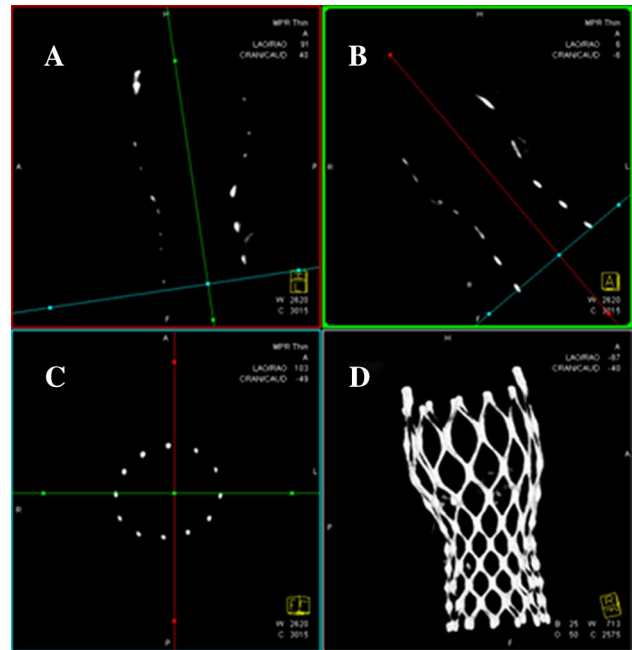 A
H
MPR Thin
A
LAO/RAO 91
CRAN/CAUD 40
A
P
L
F
W 2620
C 3015
B
MPR Thin
A
LAO/RAO 6
CRAN/CAUD -6
R
L
A
F
W 2620
C 3015
C
A
MPR Thin
A
LAO/RAO 103
CRAN/CAUD -49
R
L
F
P
W 2620
C 3015
D
H
A
LAO/RAO -87
CRAN/CAUD -40
A
P
R
F
B 25 W 713
O 50 C 2575